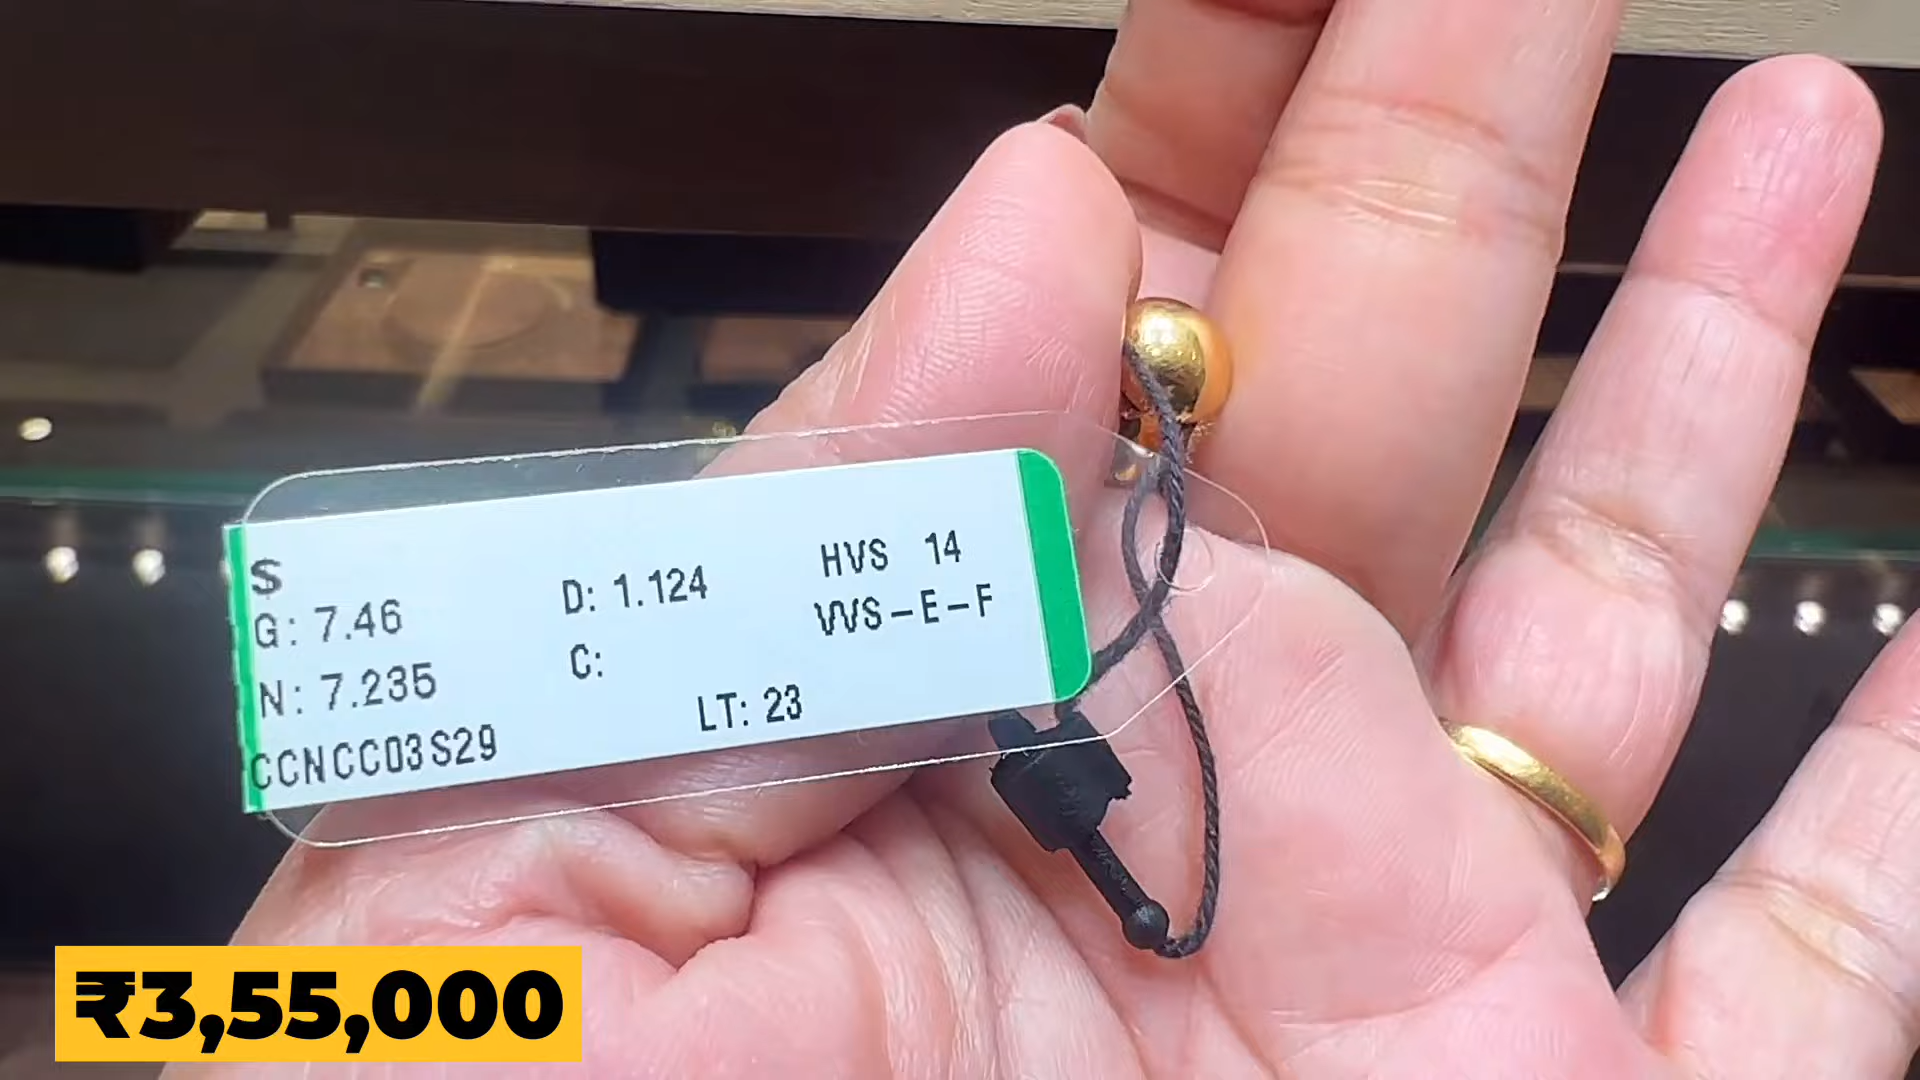 S
G: 7.46
D: 1.124
HVS 14
N: 7.235
C:
VVS-E-F
CCNCC03S29
LT: 23
₹3,55,000